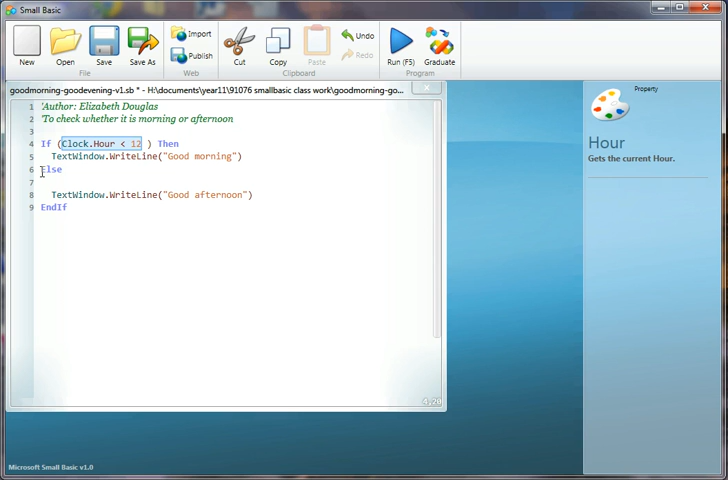 Small Basic
New
Open
Save
Save As
Import
Publish
Cut
Copy
Paste
Undo
Redo
Run (F5)
Graduate
File
Web
Clipboard
Program
goodmorning-goodevening-v1.sb * - H:\documents\year11\91076 smallbasic class work\goodmorning-go...
1 'Author: Elizabeth Douglas
2 'To check whether it is morning or afternoon
3
4 If (Clock.Hour < 12 ) Then
5 TextWindow.WriteLine("Good morning")
6 Else
7
8 TextWindow.WriteLine("Good afternoon")
9 EndIf
4,20
Property
Hour
Gets the current Hour.
Microsoft Small Basic v1.0